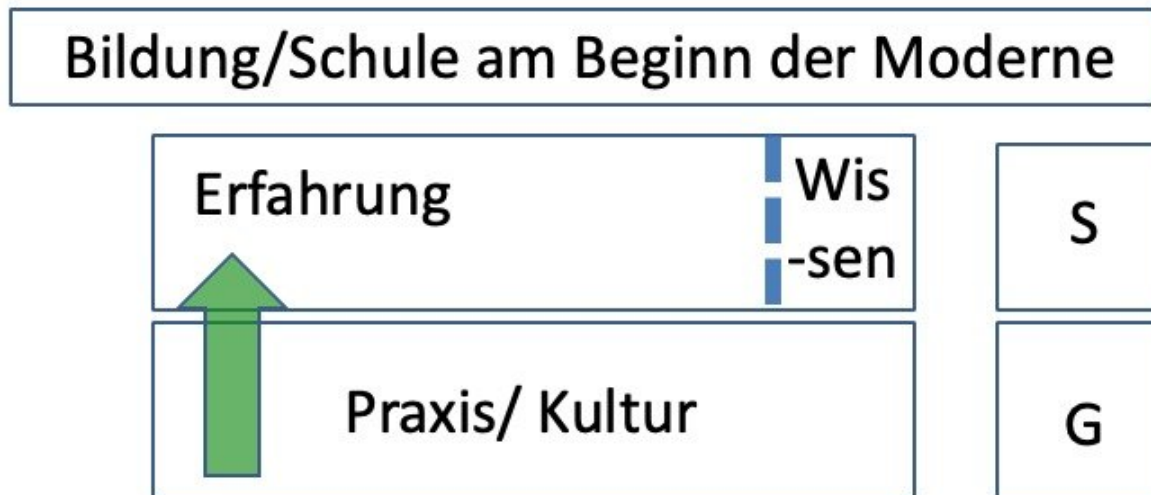 Bildung/Schule am Beginn der Moderne
Erfahrung
Wis
-sen
S
Praxis/ Kultur
G